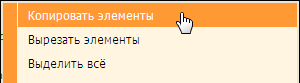 Копировать элементы
Вырезать элементы
Выделить всё